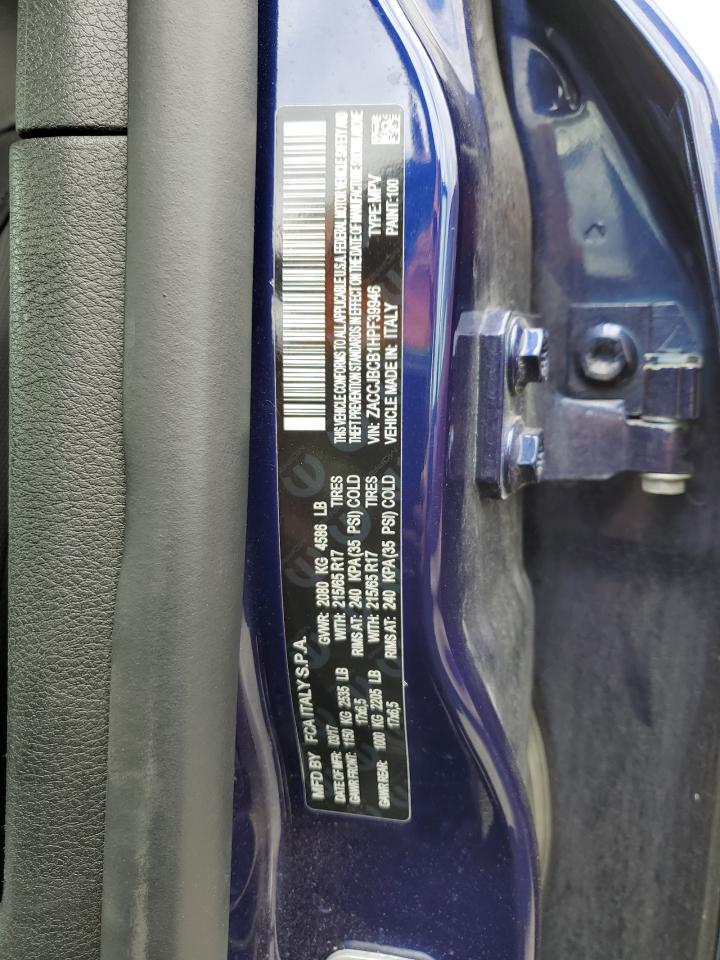 MFD BY FCA ITALY S.P.A.
DATE OF MFR: 03/17 GVWR: 2080 KG 4586 LB
GAWR FRONT: 1150 KG 2535 LB WITH: 215/65 R17 TIRES
17x6,5 RIMS AT: 240 KPA(35 PSI) COLD
GAWR REAR: 1000 KG 2205 LB WITH: 215/65 R17 TIRES
17x6,5 RIMS AT: 240 KPA(35 PSI) COLD
THIS VEHICLE CONFORMS TO ALL APPLICABLE U.S.A. FEDERAL MOTOR VEHICLE SAFETY AND
THEFT PREVENTION STANDARDS IN EFFECT ON THE DATE OF MANUFACTURE SHOWN ABOVE
VIN: ZACCJBCB1HPF39946 TYPE:MPV
VEHICLE MADE IN: ITALY PAINT:100